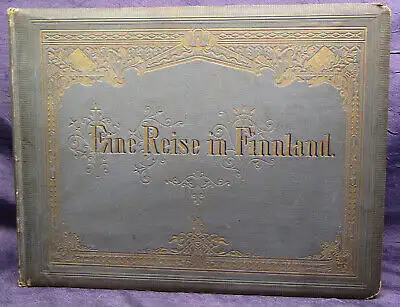 Eine Reise in Finnland.